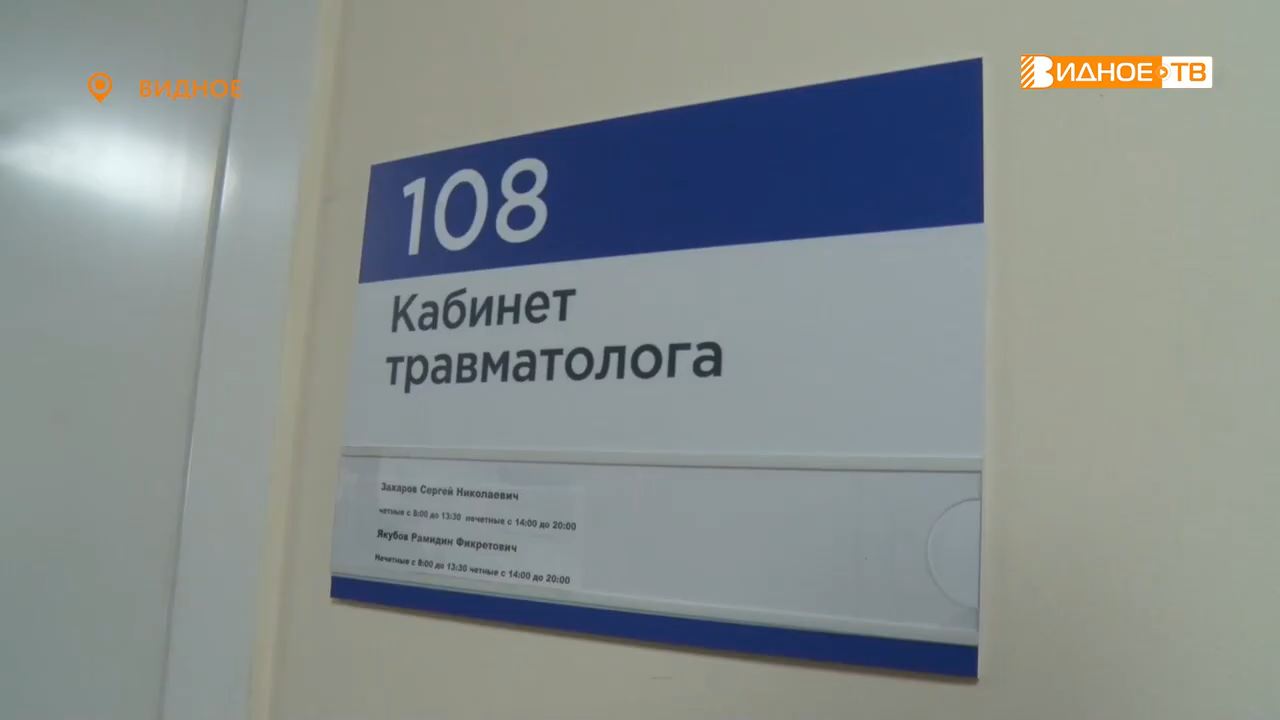 ВИДНОЕ
ВИДНОЕ ТВ
108
Кабинет
травматолога
Захаров Сергей Николаевич
четные с 8:00 до 13:30 нечетные с 14:00 до 20:00
Якубов Рамидин Фикретович
Нечетные с 8:00 до 13:30 четные с 14:00 до 20:00